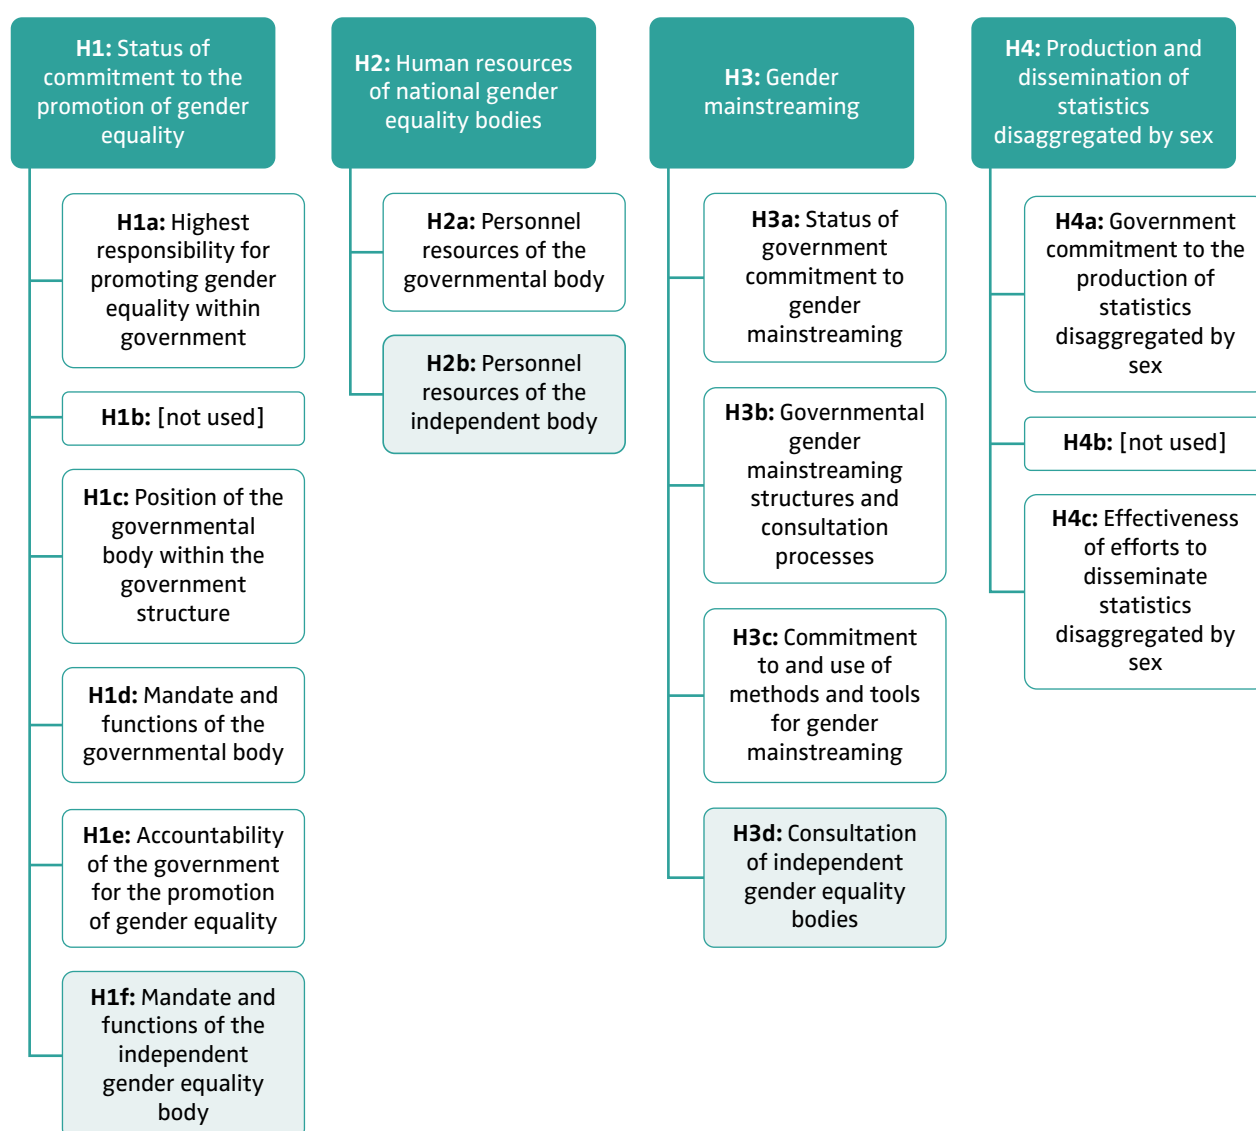 H1: Status of
commitment to the
promotion of gender
equality
H1a: Highest
responsibility for
promoting gender
equality within
government
H1b: [not used]
H1c: Position of the
governmental
body within the
government
structure
H1d: Mandate and
functions of the
governmental body
H1e: Accountability
of the government
for the promotion
of gender equality
H1f: Mandate and
functions of the
independent
gender equality
body
H2: Human resources
of national gender
equality bodies
H2a: Personnel
resources of the
governmental body
H2b: Personnel
resources of the
independent body
H3: Gender
mainstreaming
H3a: Status of
government
commitment to
gender
mainstreaming
H3b: Governmental
gender
mainstreaming
structures and
consultation
processes
H3c: Commitment
to and use of
methods and tools
for gender
mainstreaming
H3d: Consultation
of independent
gender equality
bodies
H4: Production and
dissemination of
statistics
disaggregated by sex
H4a: Government
commitment to the
production of
statistics
disaggregated by
sex
H4b: [not used]
H4c: Effectiveness
of efforts to
disseminate
statistics
disaggregated by
sex